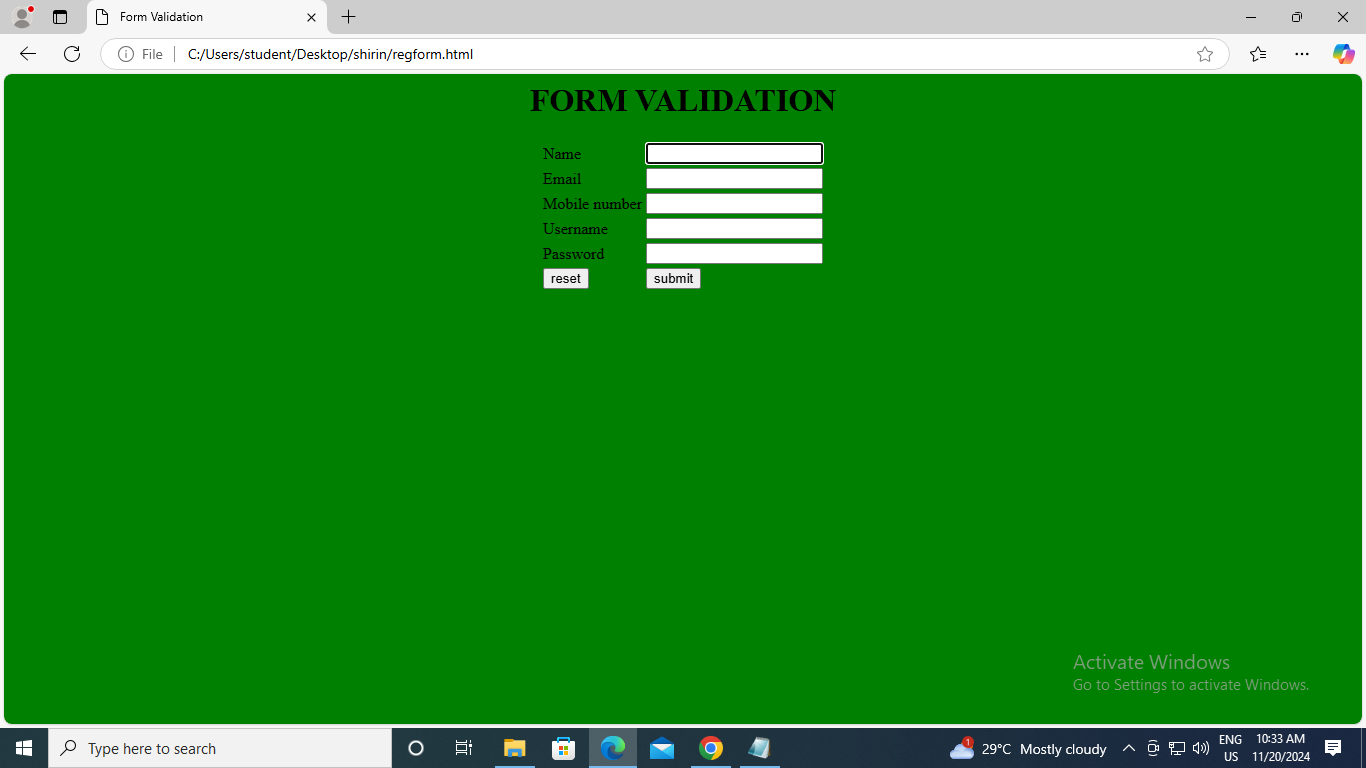 Form Validation
File
C:/Users/student/Desktop/shirin/regform.html
FORM VALIDATION
Name
Email
Mobile number
Username
Password
reset submit
Activate Windows
Go to Settings to activate Windows.
Type here to search
1
29°C Mostly cloudy
ENG
US
10:33 AM
11/20/2024